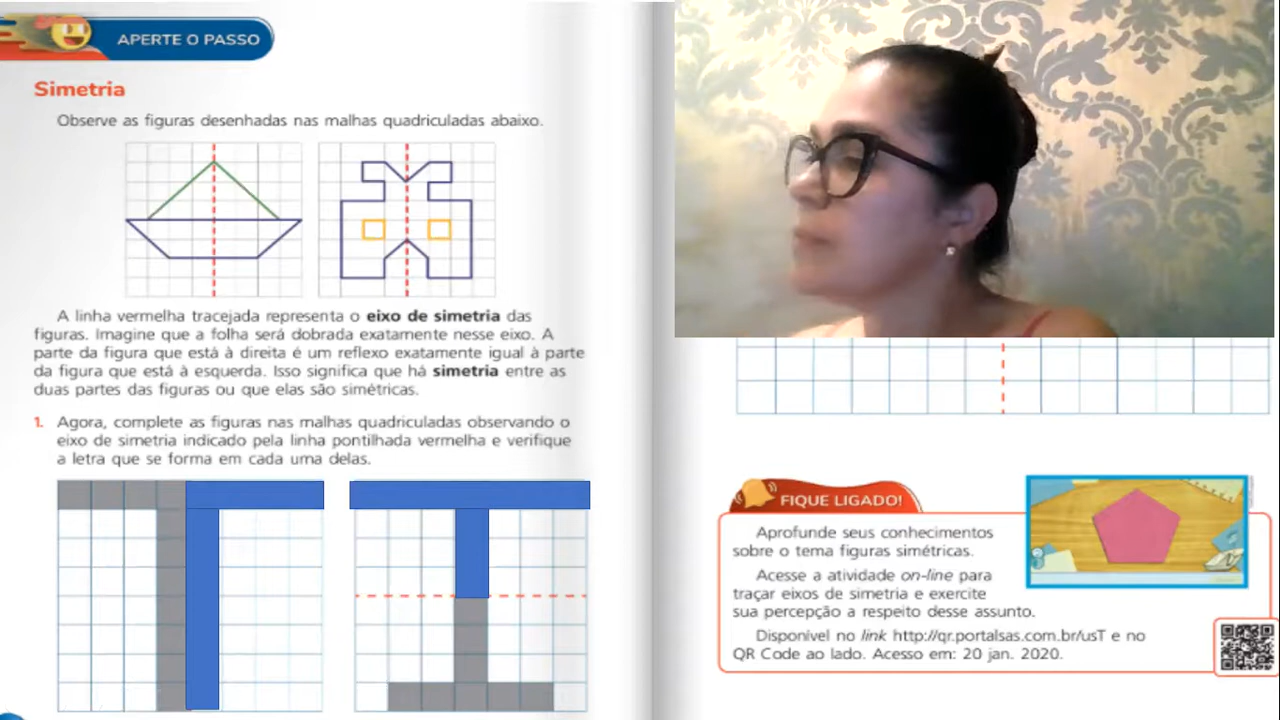 APERTE O PASSO
Simetria
Observe as figuras desenhadas nas malhas quadriculadas abaixo.
A linha vermelha tracejada representa o eixo de simetria das
figuras. Imagine que a folha será dobrada exatamente nesse eixo. A
parte da figura que está à direita é um reflexo exatamente igual à parte
da figura que está à esquerda. Isso significa que há simetria entre as
duas partes das figuras ou que elas são simétricas.
1. Agora, complete as figuras nas malhas quadriculadas observando o
eixo de simetria indicado pela linha pontilhada vermelha e verifique
a letra que se forma em cada uma delas.
FIQUE LIGADO!
Aprofunde seus conhecimentos
sobre o tema figuras simétricas.
Acesse a atividade on-line para
traçar eixos de simetria e exercite
sua percepção a respeito desse assunto.
Disponível no link http://qr.portalsas.com.br/usT e no
QR Code ao lado. Acesso em: 20 jan. 2020.